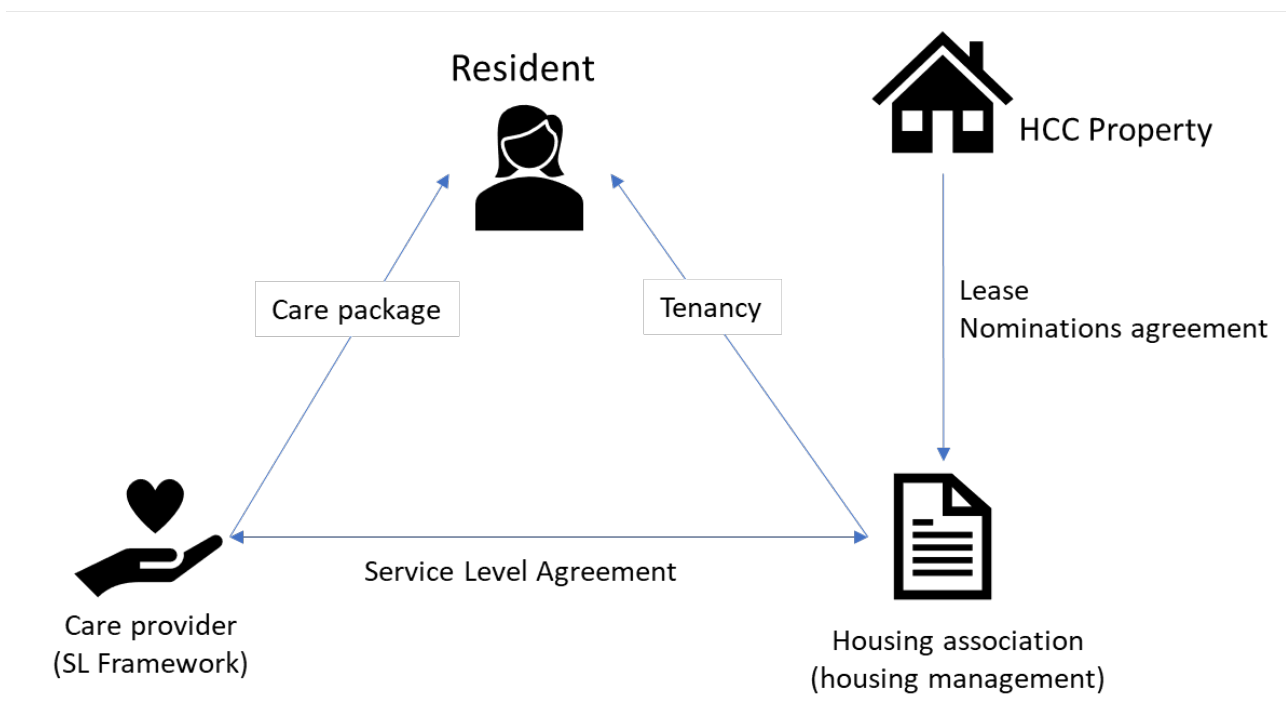 Resident
HCC Property
Care package
Tenancy
Lease
Nominations agreement
Service Level Agreement
Care provider
(SL Framework)
Housing association
(housing management)